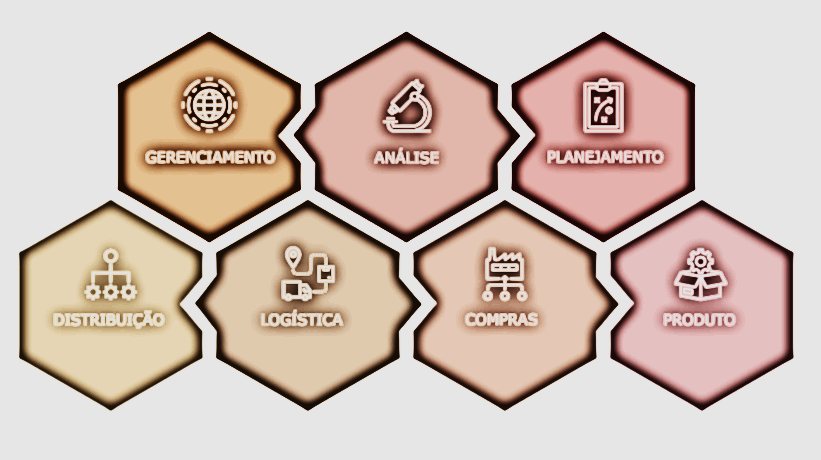 GERENCIAMENTO
ANÁLISE
PLANEJAMENTO
DISTRIBUIÇÃO
LOGÍSTICA
COMPRAS
PRODUTO